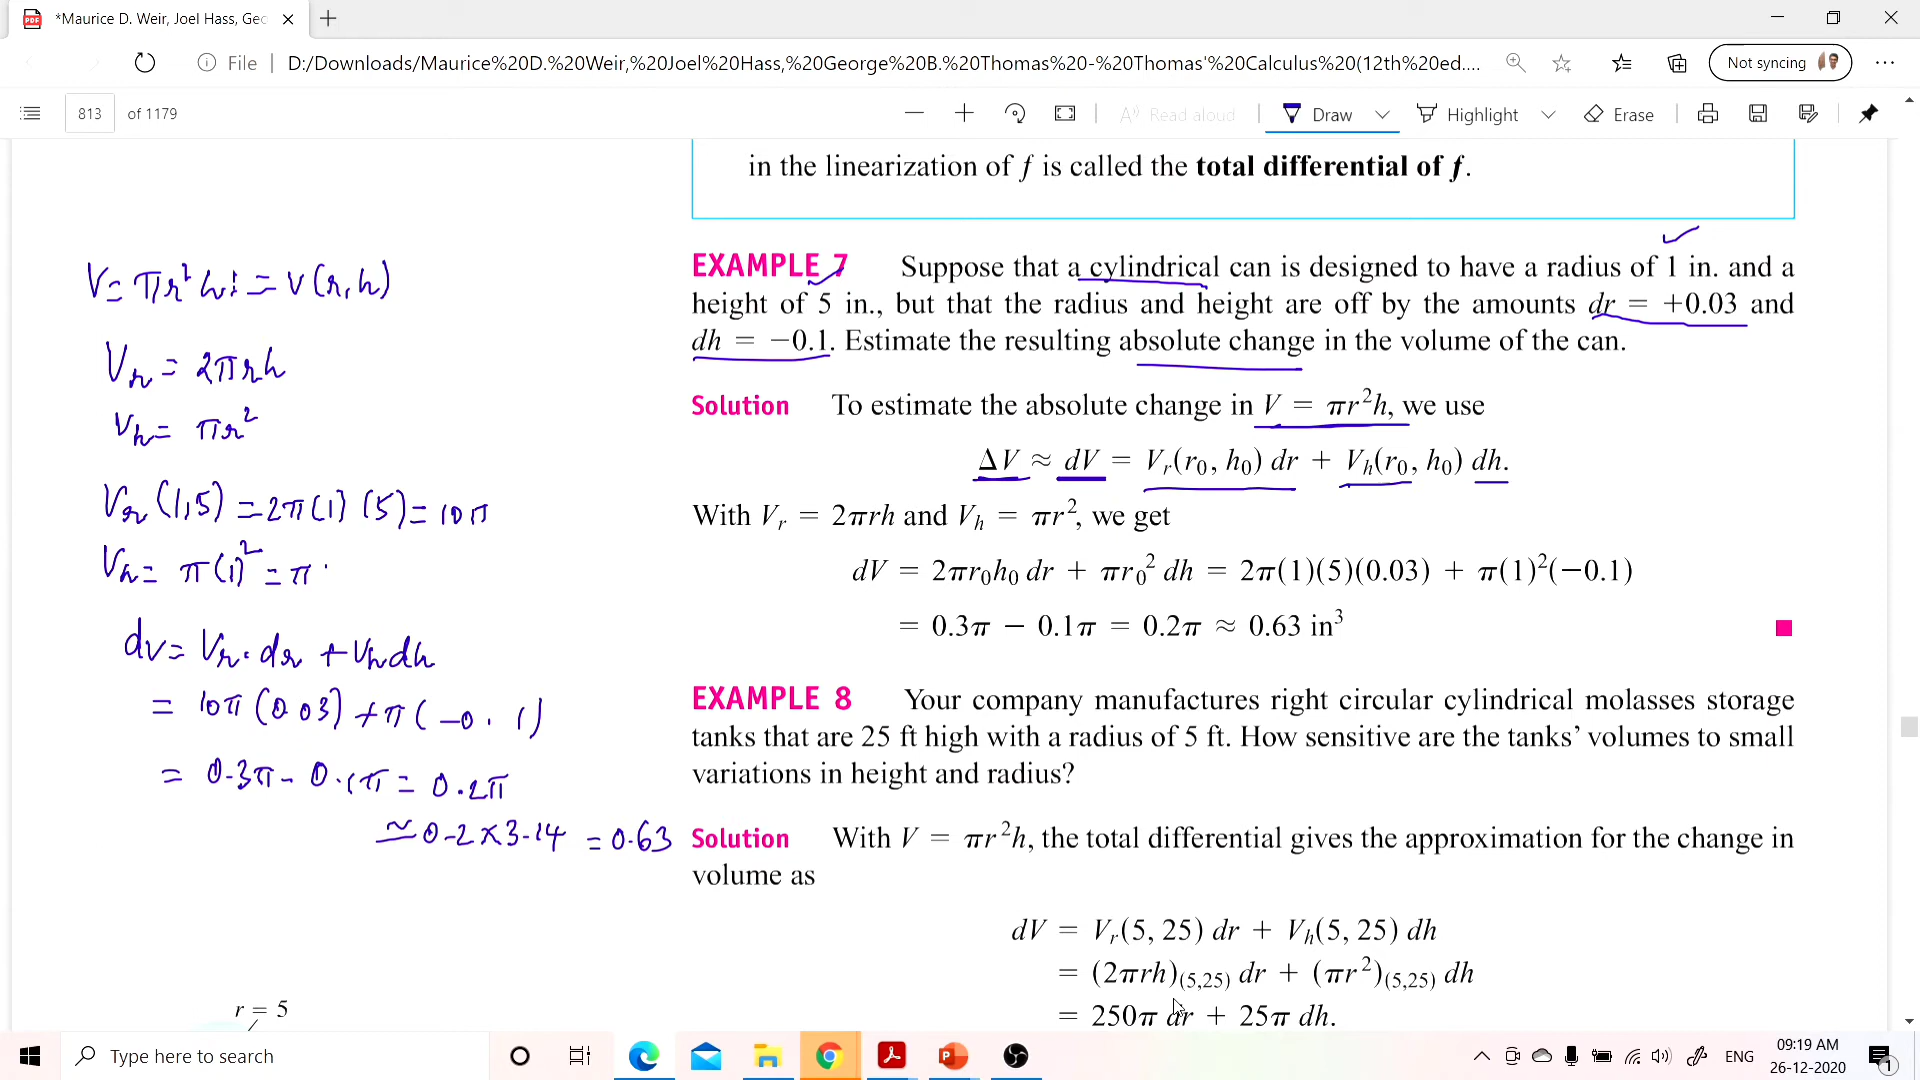 *Maurice D. Weir, Joel Hass, Geo
File
D:/Downloads/Maurice%20D.%20Weir,%20Joel%20Hass,%20George%20B.%20Thomas%20-%20Thomas'%20Calculus%20(12th%20ed....
Not syncing
813 of 1179
Read aloud
Draw
Highlight
Erase
in the linearization of f is called the total differential of f.
V = πr²h = V(r,h)
V_r = 2πrh
V_h = πr²
V_r(1,5) = 2π(1)(5) = 10π
V_h = π(1)² = π
dV = V_r · dr + V_h dh
= 10π(0.03) + π(-0.1)
= 0.3π - 0.1π = 0.2π
≃ 0.2 × 3.14 = 0.63
r = 5
EXAMPLE 7 Suppose that a cylindrical can is designed to have a radius of 1 in. and a
height of 5 in., but that the radius and height are off by the amounts dr = +0.03 and
dh = −0.1. Estimate the resulting absolute change in the volume of the can.
Solution To estimate the absolute change in V = πr²h, we use
ΔV ≈ dV = V_r(r₀, h₀) dr + V_h(r₀, h₀) dh.
With V_r = 2πrh and V_h = πr², we get
dV = 2πr₀h₀ dr + πr₀² dh = 2π(1)(5)(0.03) + π(1)²(−0.1)
= 0.3π − 0.1π = 0.2π ≈ 0.63 in³
EXAMPLE 8 Your company manufactures right circular cylindrical molasses storage
tanks that are 25 ft high with a radius of 5 ft. How sensitive are the tanks’ volumes to small
variations in height and radius?
Solution With V = πr²h, the total differential gives the approximation for the change in
volume as
dV = V_r(5, 25) dr + V_h(5, 25) dh
= (2πrh)_(5,25) dr + (πr²)_(5,25) dh
= 250π dr + 25π dh.
Type here to search
ENG
09:19 AM
26-12-2020
1